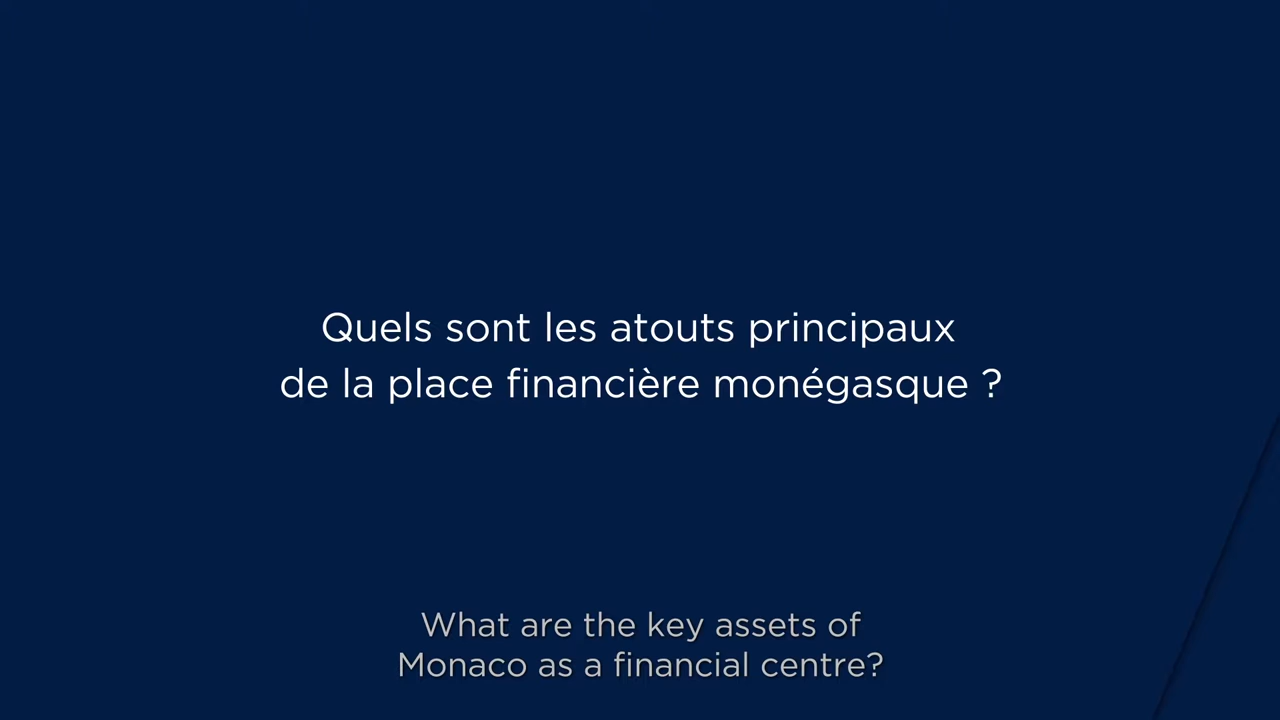 Quels sont les atouts principaux
de la place financière monégasque ?
What are the key assets of
Monaco as a financial centre?